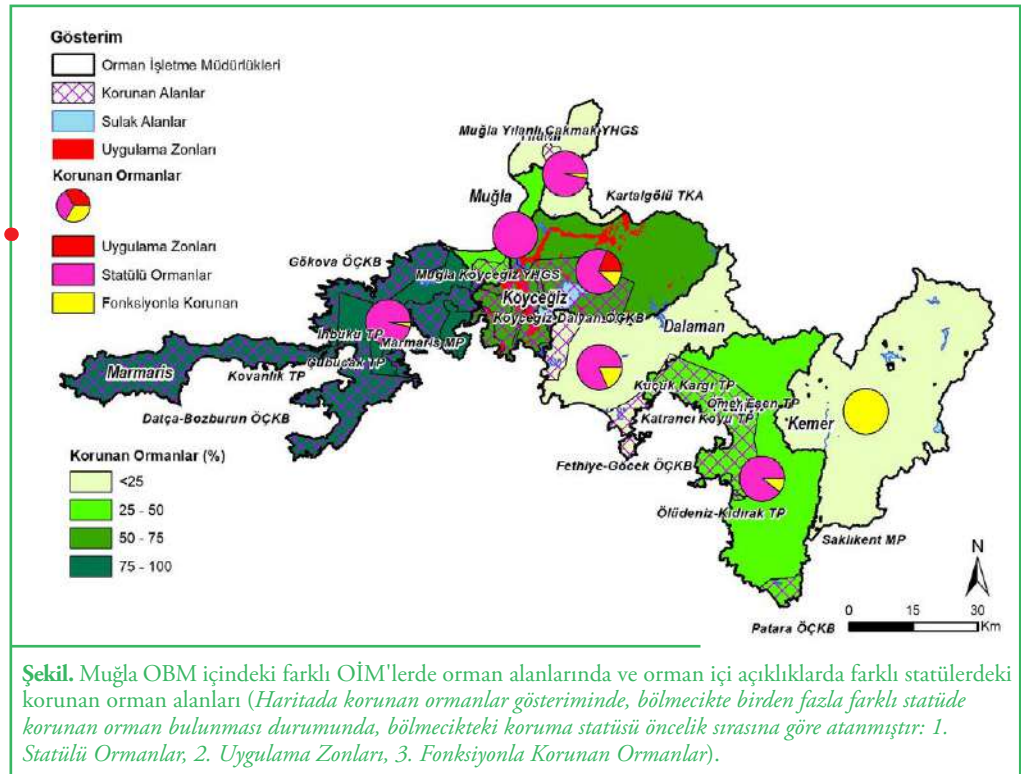 Gösterim
Orman İşletme Müdürlükleri
Korunan Alanlar
Sulak Alanlar
Uygulama Zonları
Korunan Ormanlar
Uygulama Zonları
Statülü Ormanlar
Fonksiyonla Korunan
Muğla Yılanlı Çakmak YHGS
Kartalgölü TKA
Muğla
Gökova ÖÇKB
Muğla Köyceğiz YHGS
Köyceğiz
Köyceğiz-Dalyan ÖÇKB
Dalaman
İnbükü TP
Marmaris MP
Çubucak TP
Marmaris
Kovanlık TP
Datça-Bozburun ÖÇKB
Küçük Kargı TP
Ömer Eşen TP
Katrancı Koyu TP
Kemer
Fethiye-Göcek ÖÇKB
Ölüdeniz-Kıdırak TP
Saklıkent MP
Patara ÖÇKB
Korunan Ormanlar (%)
<25
25 - 50
50 - 75
75 - 100
N
0 15 30
Km
Şekil. Muğla OBM içindeki farklı OİM'lerde orman alanlarında ve orman içi açıklıklarda farklı statülerdeki
korunan orman alanları (Haritada korunan ormanlar gösteriminde, bölmecikte birden fazla farklı statüde
korunan orman bulunması durumunda, bölmecikteki koruma statüsü öncelik sırasına göre atanmıştır: 1.
Statülü Ormanlar, 2. Uygulama Zonları, 3. Fonksiyonla Korunan Ormanlar).